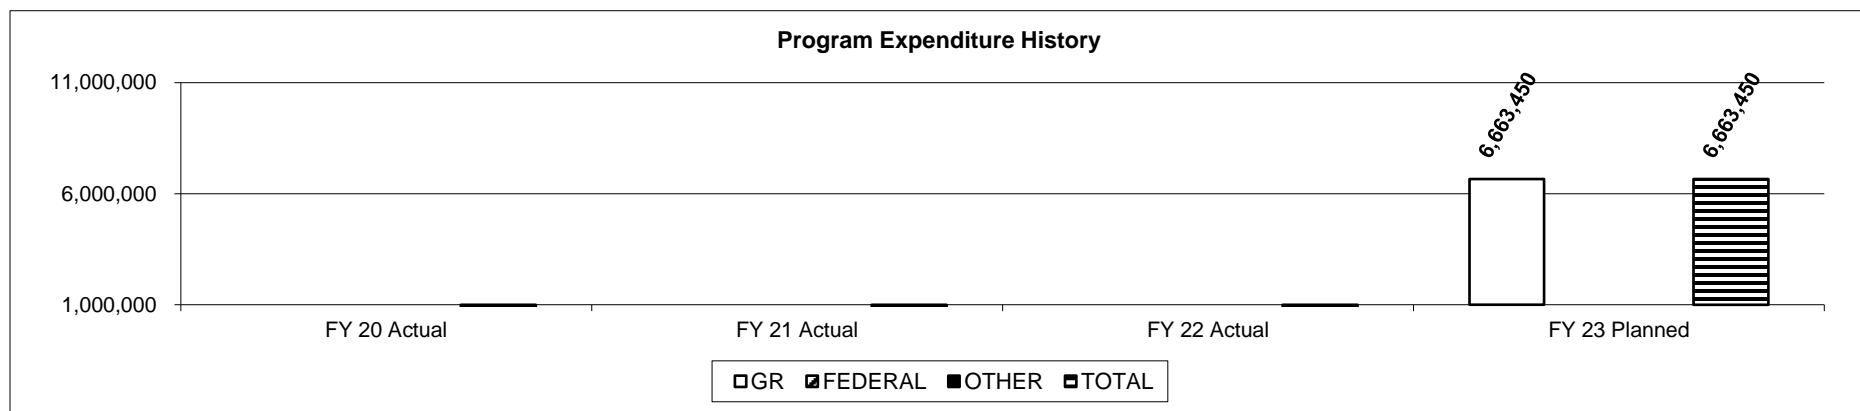 Program Expenditure History
11,000,000
6,000,000
1,000,000
6,663,450
6,663,450
FY 20 Actual
FY 21 Actual
FY 22 Actual
FY 23 Planned
GR FEDERAL OTHER TOTAL